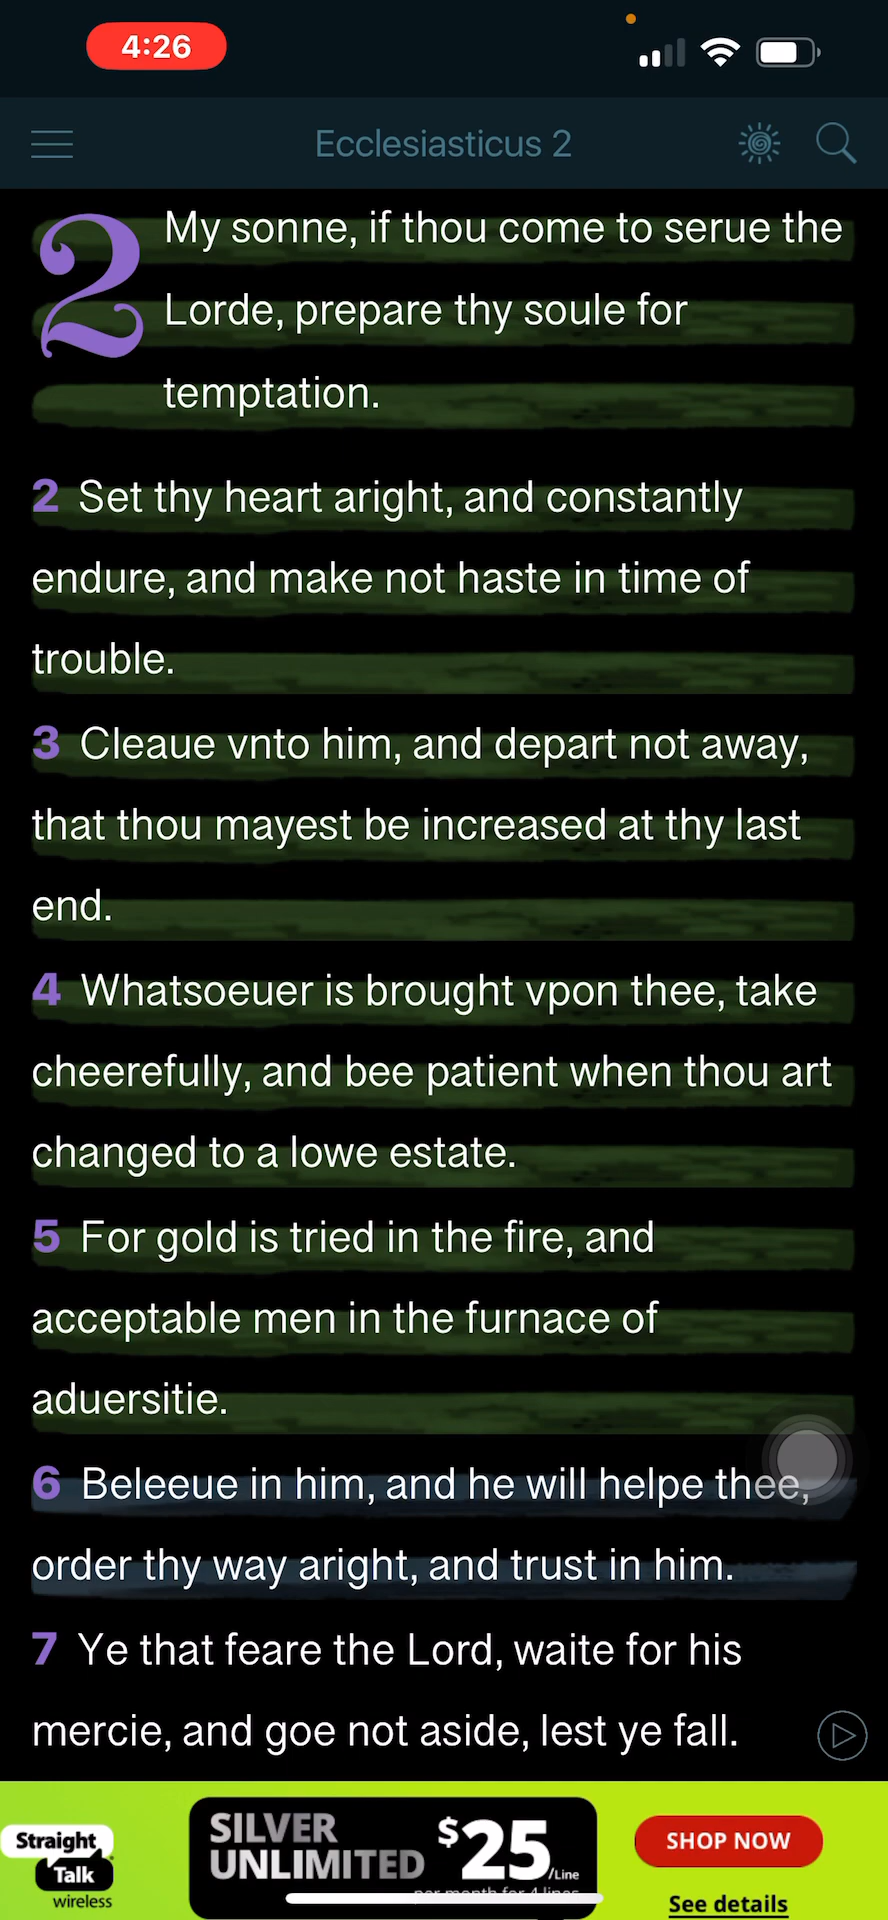 4:26
Ecclesiasticus 2
2 My sonne, if thou come to serue the
Lorde, prepare thy soule for
temptation.
2 Set thy heart aright, and constantly
endure, and make not haste in time of
trouble.
3 Cleaue vnto him, and depart not away,
that thou mayest be increased at thy last
end.
4 Whatsoeuer is brought vpon thee, take
cheerefully, and bee patient when thou art
changed to a lowe estate.
5 For gold is tried in the fire, and
acceptable men in the furnace of
aduersitie.
6 Beleeue in him, and he will helpe thee,
order thy way aright, and trust in him.
7 Ye that feare the Lord, waite for his
mercie, and goe not aside, lest ye fall.
Straight
Talk
wireless
SILVER
UNLIMITED
$25
/Line
per month for 4 lines
SHOP NOW
See details